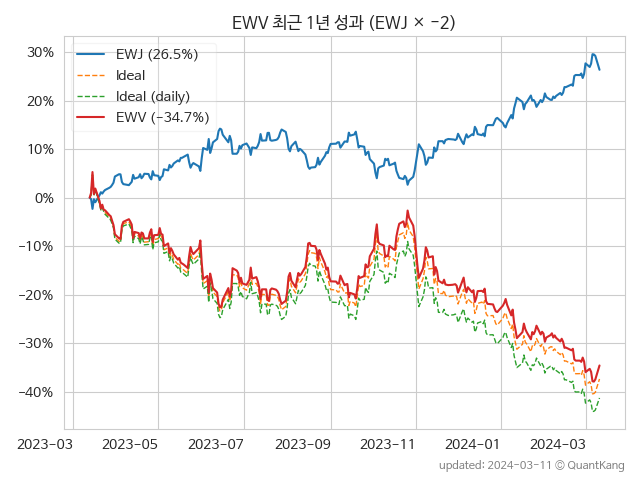 EWV 최근 1년 성과 (EWJ × −2)
EWJ (26.5%)
Ideal
Ideal (daily)
EWV (−34.7%)
30%
20%
10%
0%
−10%
−20%
−30%
−40%
2023-03 2023-05 2023-07 2023-09 2023-11 2024-01 2024-03
updated: 2024-03-11 ⓒ QuantKang